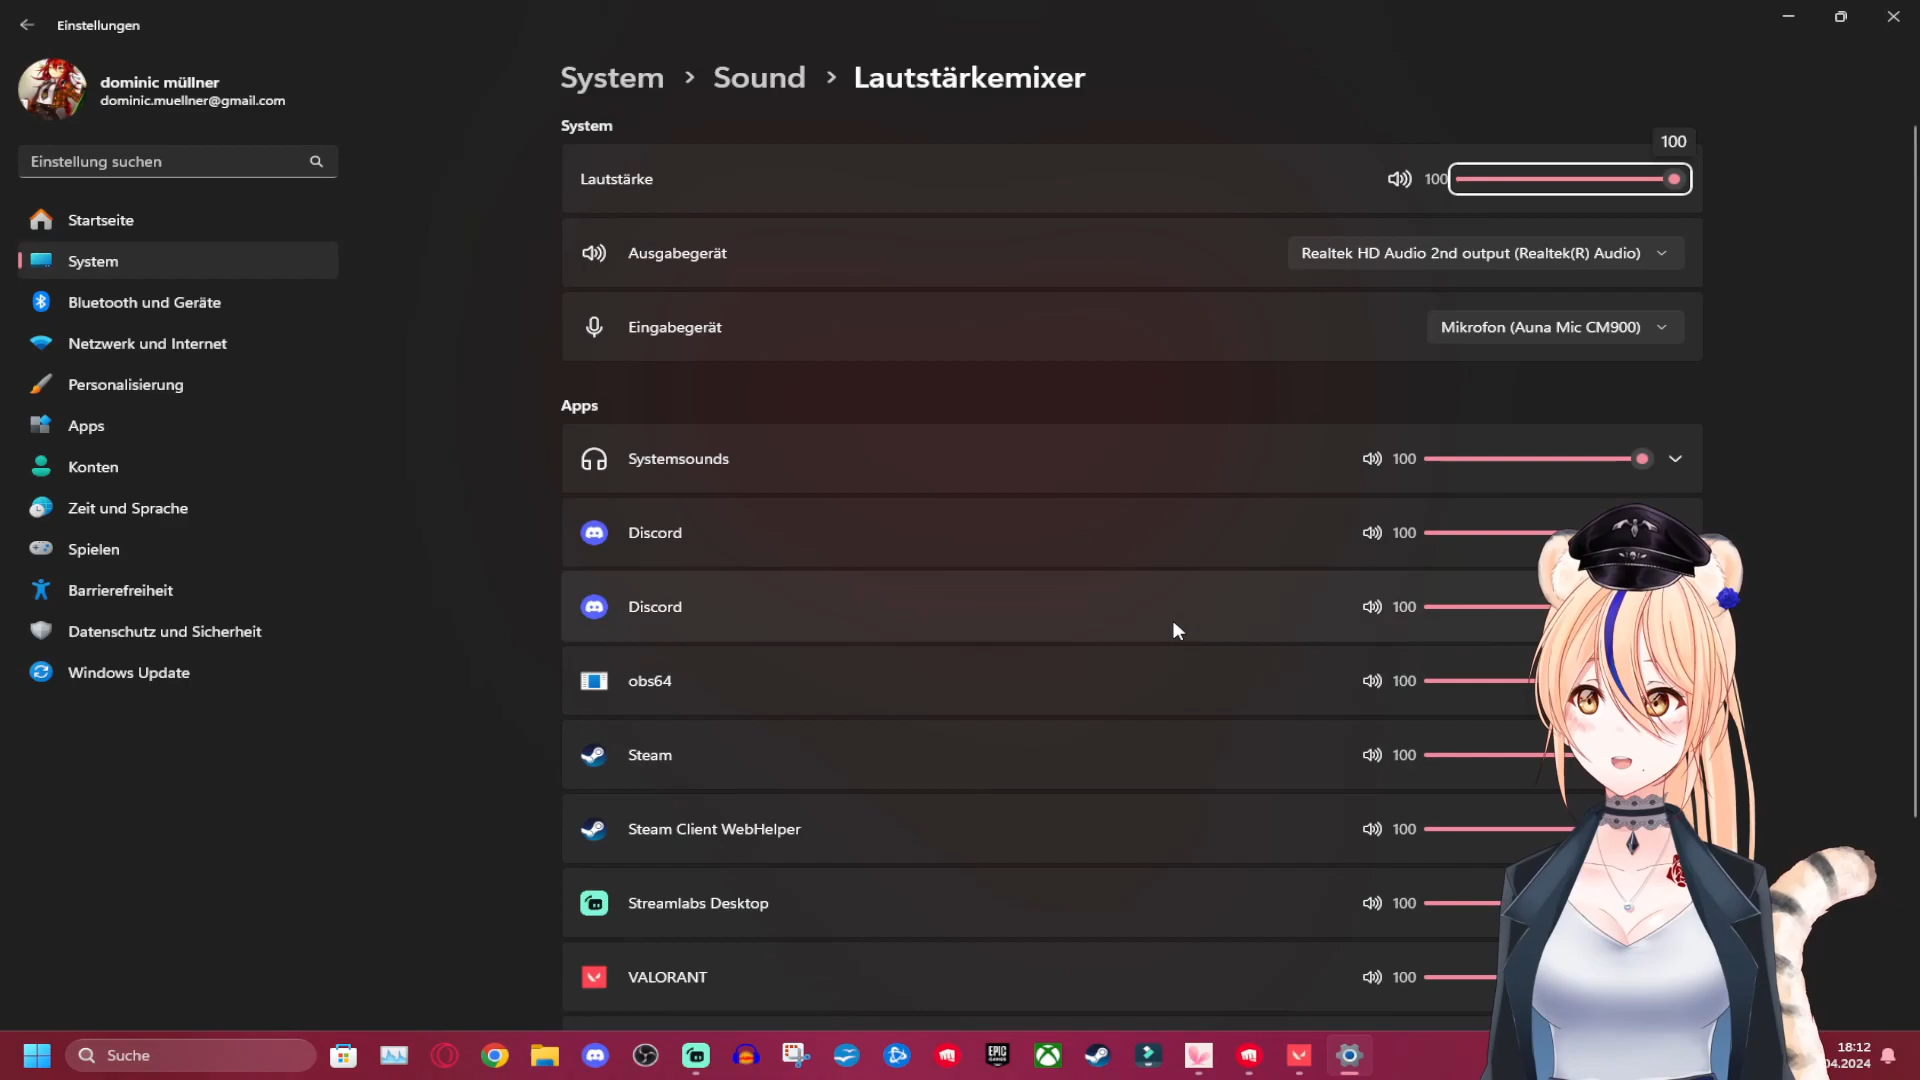 Einstellungen
dominic müllner
dominic.muellner@gmail.com
Einstellung suchen
Startseite
System
Bluetooth und Geräte
Netzwerk und Internet
Personalisierung
Apps
Konten
Zeit und Sprache
Spielen
Barrierefreiheit
Datenschutz und Sicherheit
Windows Update
System > Sound > Lautstärkemixer
System
100
Lautstärke 100
Ausgabegerät Realtek HD Audio 2nd output (Realtek(R) Audio)
Eingabegerät Mikrofon (Auna Mic CM900)
Apps
Systemsounds 100
Discord 100
Discord 100
obs64 100
Steam 100
Steam Client WebHelper 100
Streamlabs Desktop 100
VALORANT 100
Suche
EPIC
18:12
.04.2024